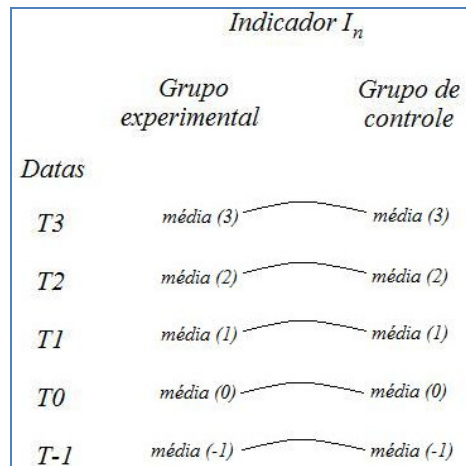 Indicador In
Grupo experimental
Grupo de controle
Datas
T3 média (3) média (3)
T2 média (2) média (2)
T1 média (1) média (1)
T0 média (0) média (0)
T-1 média (-1) média (-1)